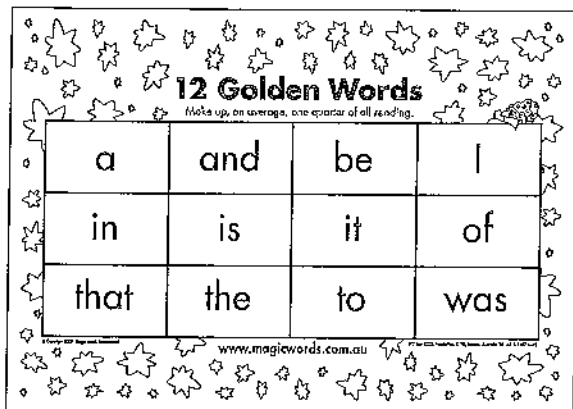 12 Golden Words
Make up, on average, one quarter of all reading.
a and be I
in is it of
that the to was
www.magicwords.com.au